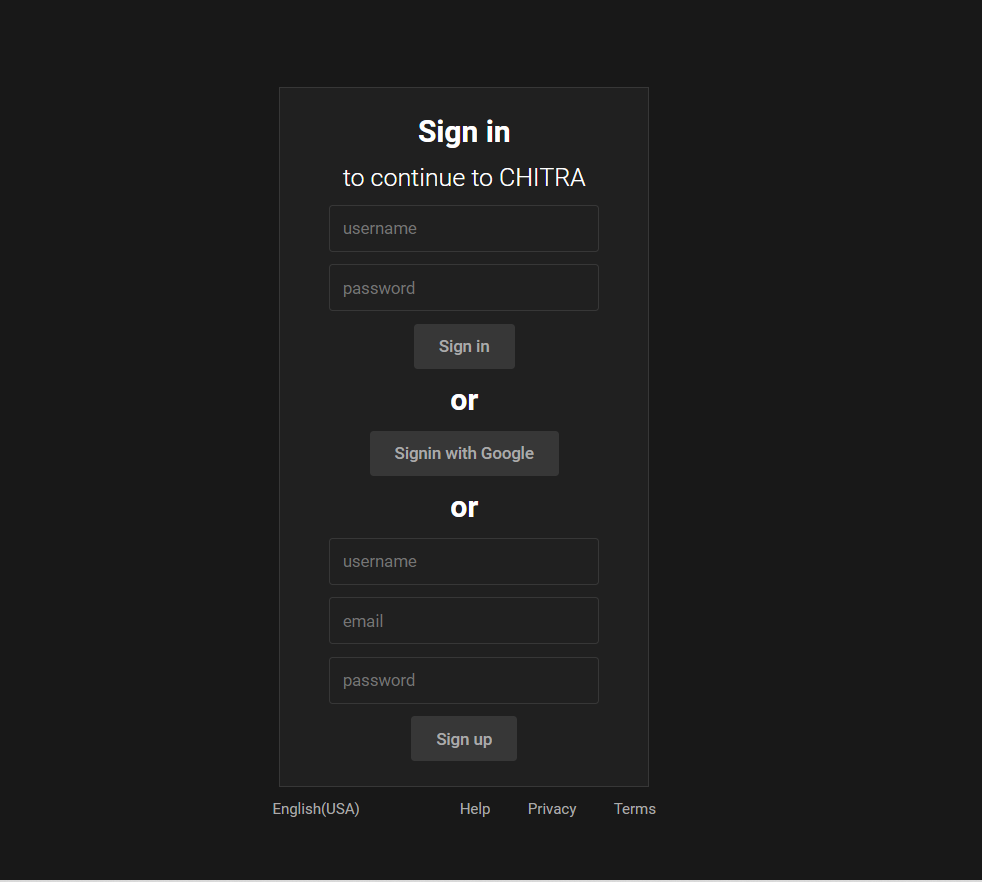 Sign in
to continue to CHITRA
username
password
Sign in
or
Signin with Google
or
username
email
password
Sign up
English(USA) Help Privacy Terms